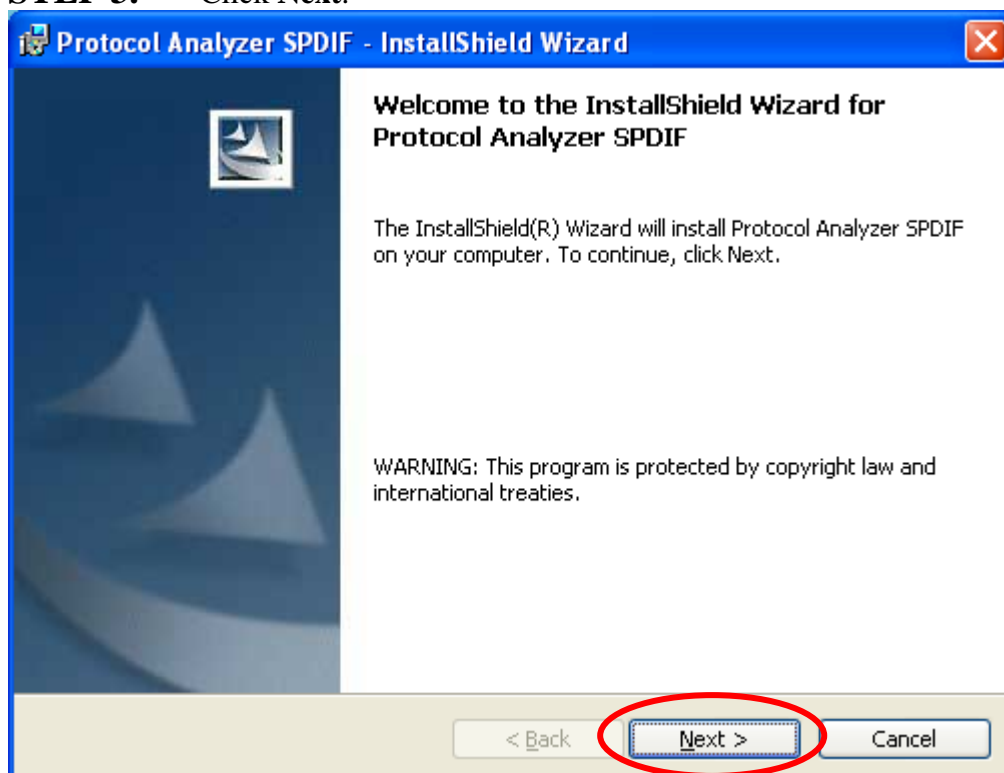 STEP 3. Click Next.
Protocol Analyzer SPDIF - InstallShield Wizard
Welcome to the InstallShield Wizard for
Protocol Analyzer SPDIF
The InstallShield(R) Wizard will install Protocol Analyzer SPDIF
on your computer. To continue, click Next.
WARNING: This program is protected by copyright law and
international treaties.
< Back Next > Cancel